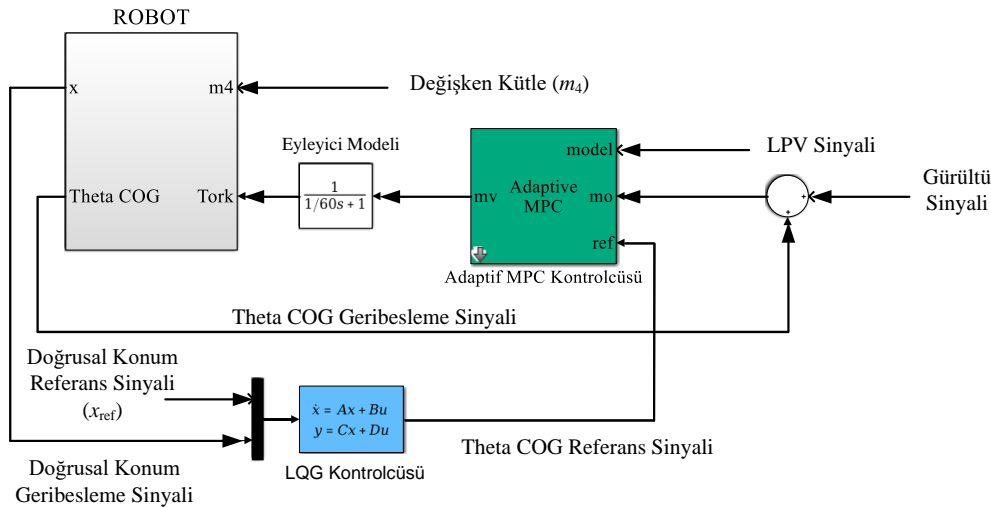 ROBOT
x
m4
Değişken Kütle (m₄)
Eyleyici Modeli
model
LPV Sinyali
Theta COG
Tork
1
1/60s + 1
mv
Adaptive
MPC
mo
Gürültü
Sinyali
+
+
ref
Adaptif MPC Kontrolcüsü
Theta COG Geribesleme Sinyali
Doğrusal Konum
Referans Sinyali
(x_ref)
ẋ = Ax + Bu
y = Cx + Du
Theta COG Referans Sinyali
LQG Kontrolcüsü
Doğrusal Konum
Geribesleme Sinyali